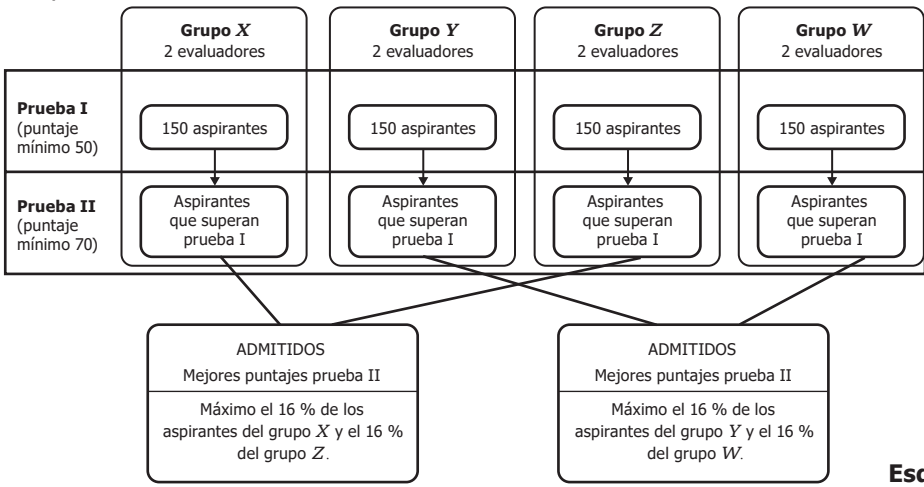 Grupo X
2 evaluadores
Grupo Y
2 evaluadores
Grupo Z
2 evaluadores
Grupo W
2 evaluadores
Prueba I
(puntaje
mínimo 50)
150 aspirantes
150 aspirantes
150 aspirantes
150 aspirantes
Prueba II
(puntaje
mínimo 70)
Aspirantes
que superan
prueba I
Aspirantes
que superan
prueba I
Aspirantes
que superan
prueba I
Aspirantes
que superan
prueba I
ADMITIDOS
Mejores puntajes prueba II
Máximo el 16 % de los
aspirantes del grupo X y el 16 %
del grupo Z.
ADMITIDOS
Mejores puntajes prueba II
Máximo el 16 % de los
aspirantes del grupo Y y el 16 %
del grupo W.